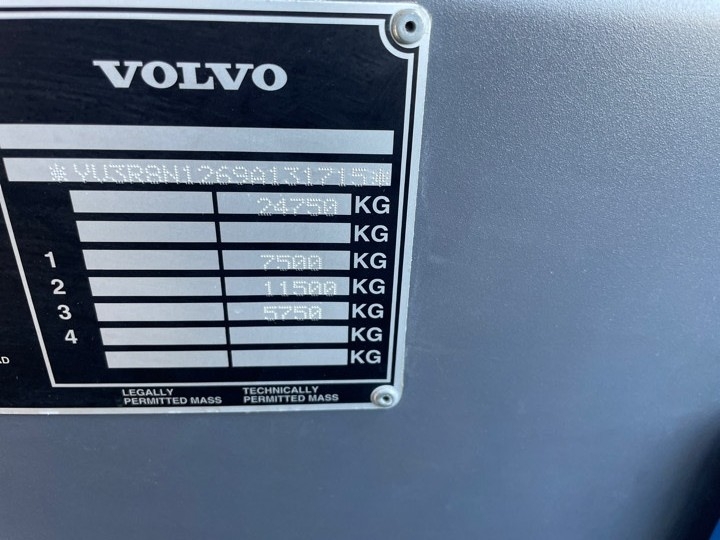 VOLVO
*YV3R8N1269A131715*
24750 KG
KG
1 7500 KG
2 11500 KG
3 5750 KG
4 KG
KG
AD
LEGALLY PERMITTED MASS
TECHNICALLY PERMITTED MASS